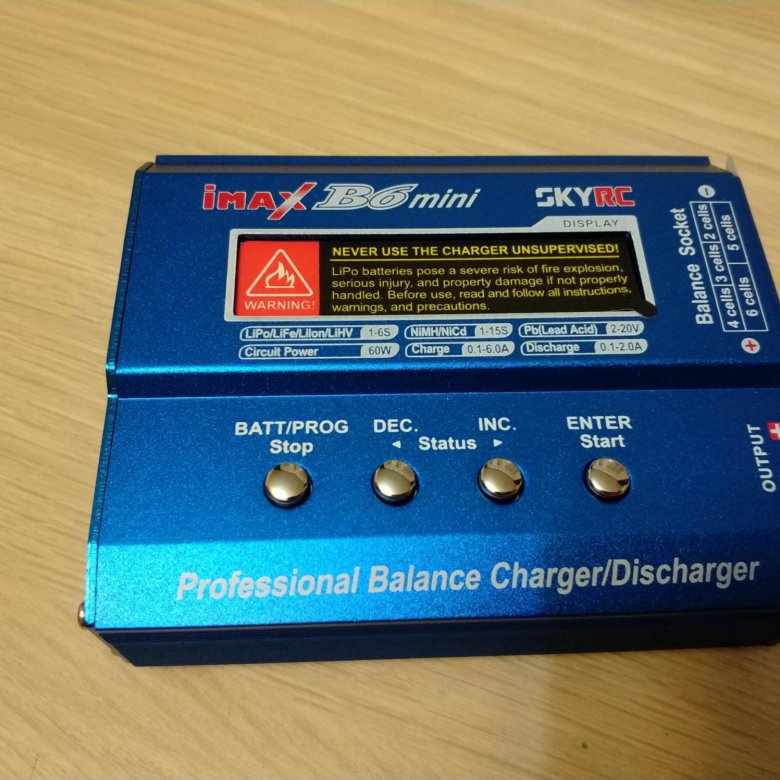 iMAX B6 mini
SKYRC
DISPLAY
WARNING!
NEVER USE THE CHARGER UNSUPERVISED!
LiPo batteries pose a severe risk of fire explosion,
serious injury, and property damage if not properly
handled. Before use, read and follow all instructions,
warnings, and precautions.
LiPo/LiFe/LiIon/LiHV 1-6S
NiMH/NiCd 1-15S
Pb(Lead Acid) 2-20V
Circuit Power 60W
Charge 0.1-6.0A
Discharge 0.1-2.0A
Balance Socket
4 cells 3 cells 2 cells
6 cells 5 cells
BATT/PROG
Stop
DEC.
INC.
◄ Status ►
ENTER
Start
OUTPUT
Professional Balance Charger/Discharger